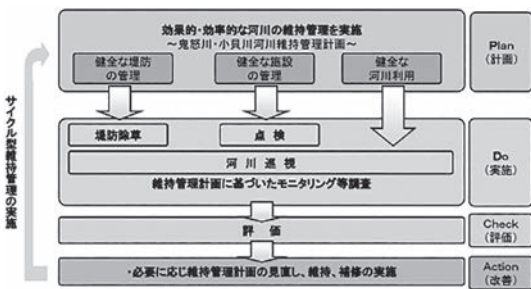 効果的・効率的な河川の維持管理を実施
～鬼怒川・小貝川河川維持管理計画～
健全な堤防
の管理
健全な施設
の管理
健全な
河川利用
Plan
(計画)
サイクル型維持管理の実施
堤防除草
点検
河川巡視
維持管理計画に基づいたモニタリング等調査
Do
(実施)
評価
Check
(評価)
・必要に応じ維持管理計画の見直し、維持、補修の実施
Action
(改善)